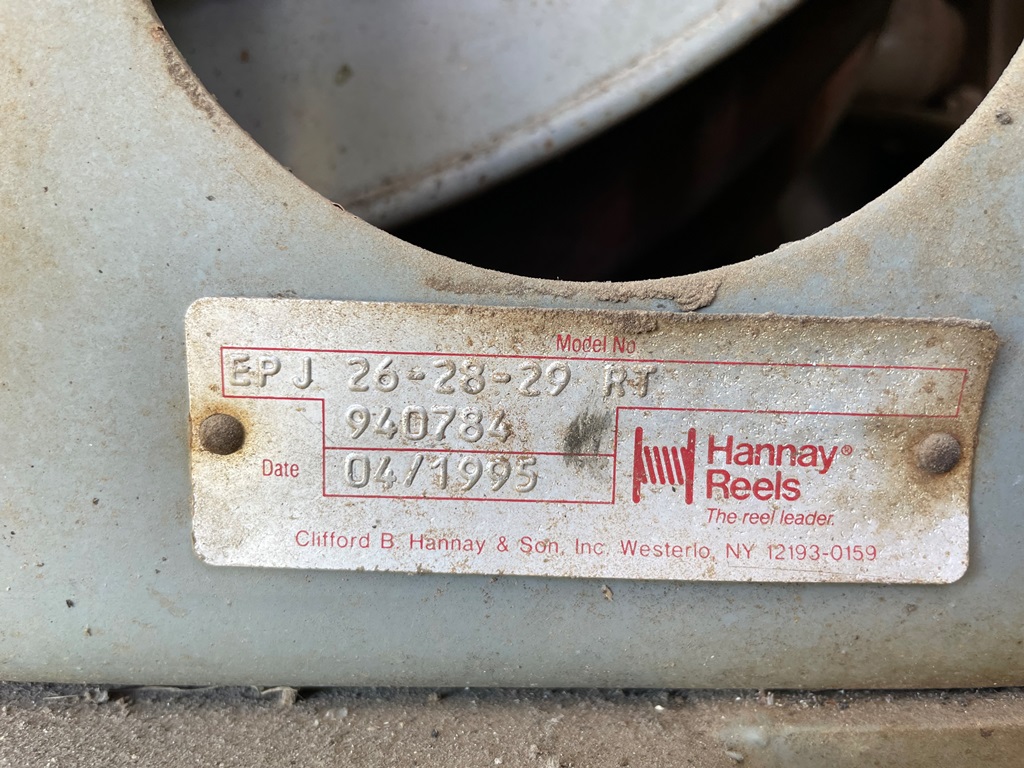 Model No
EPJ 26-28-29 RT
940784
Date 04/1995
Hannay®
Reels
The reel leader.
Clifford B. Hannay & Son, Inc. Westerlo, NY 12193-0159